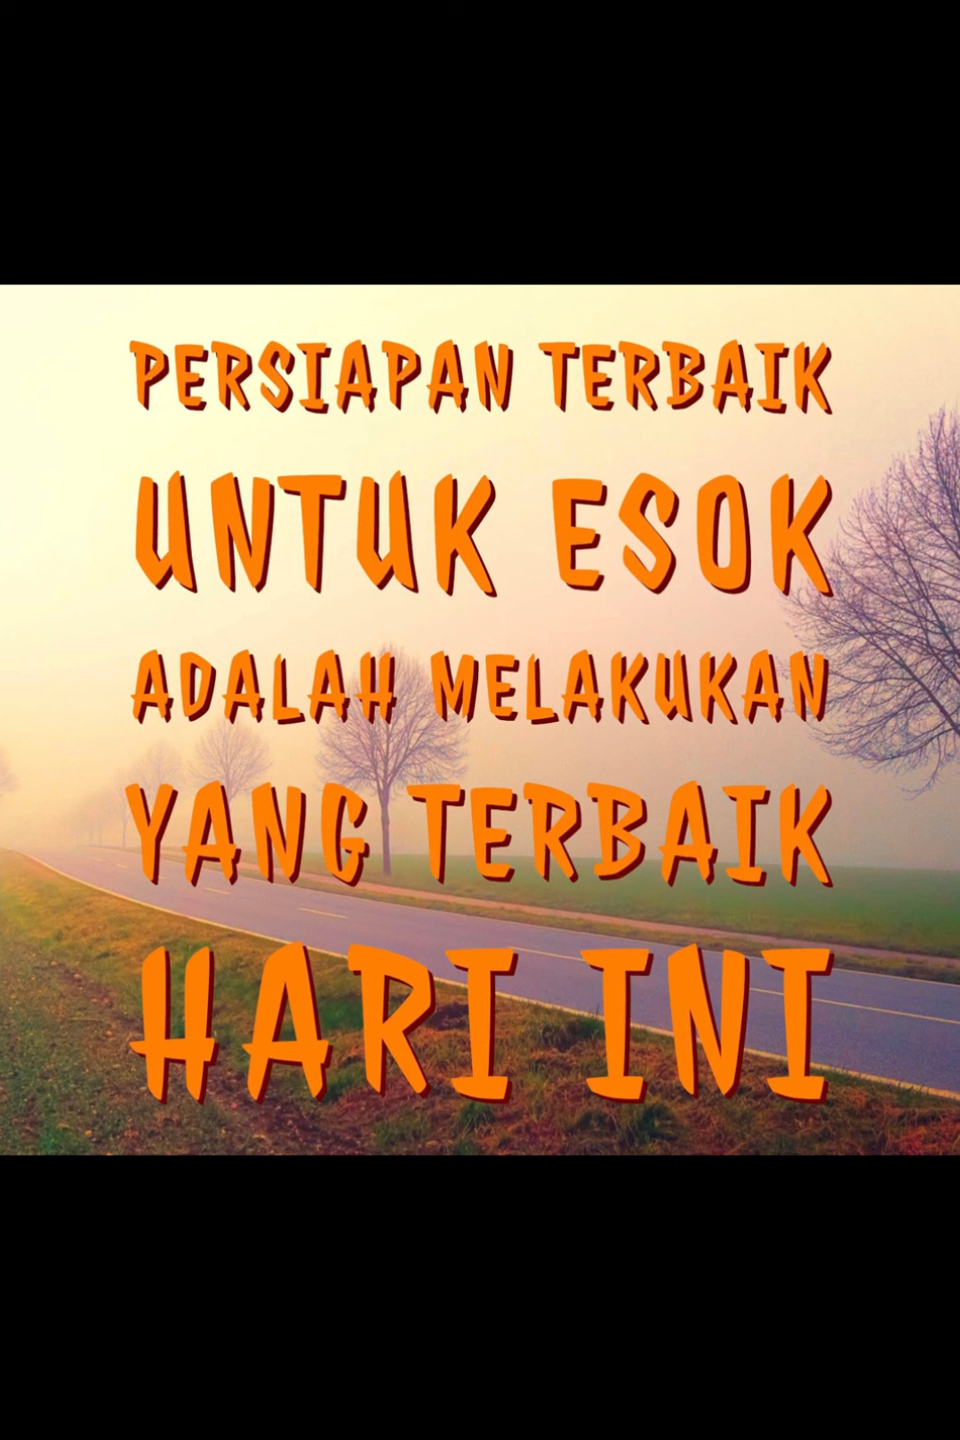 PERSIAPAN TERBAIK
UNTUK ESOK
ADALAH MELAKUKAN
YANG TERBAIK
HARI INI